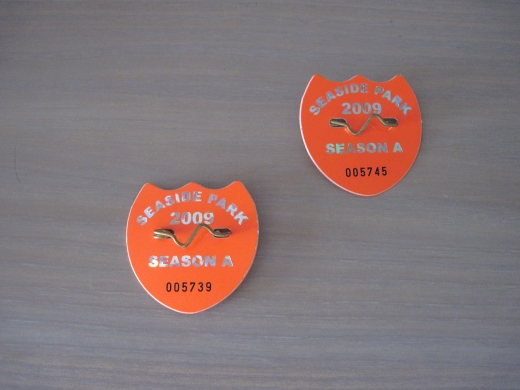 SEASIDE PARK
2009
SEASON A
005745
SEASIDE PARK
2009
SEASON A
005739